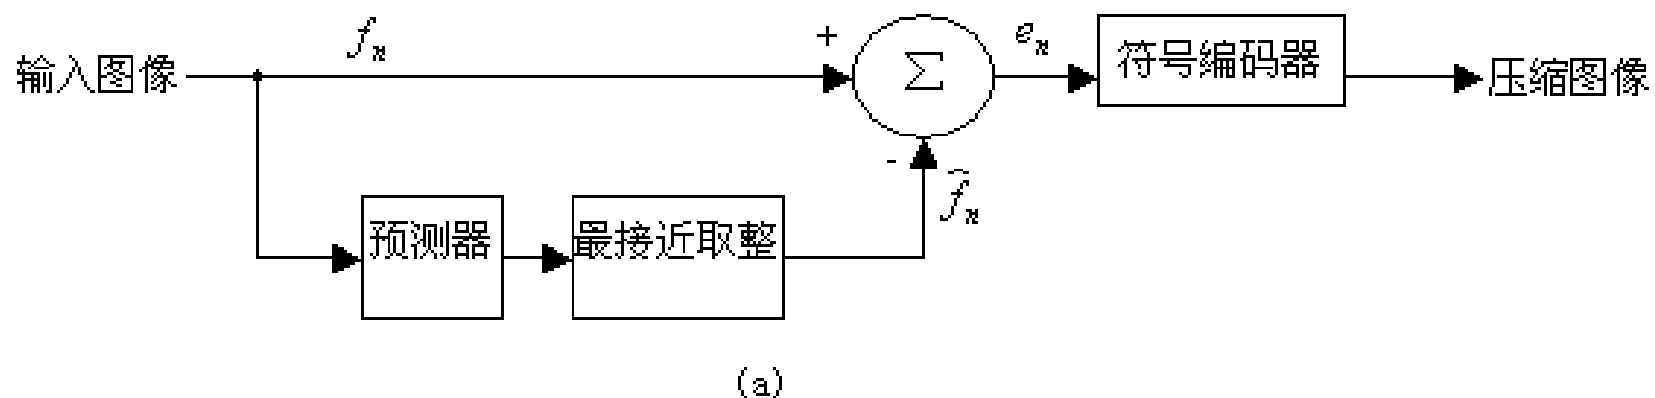 f_n
+
e_n
输入图像
Σ
符号编码器
压缩图像
-
f̂_n
预测器
最接近取整
(a)